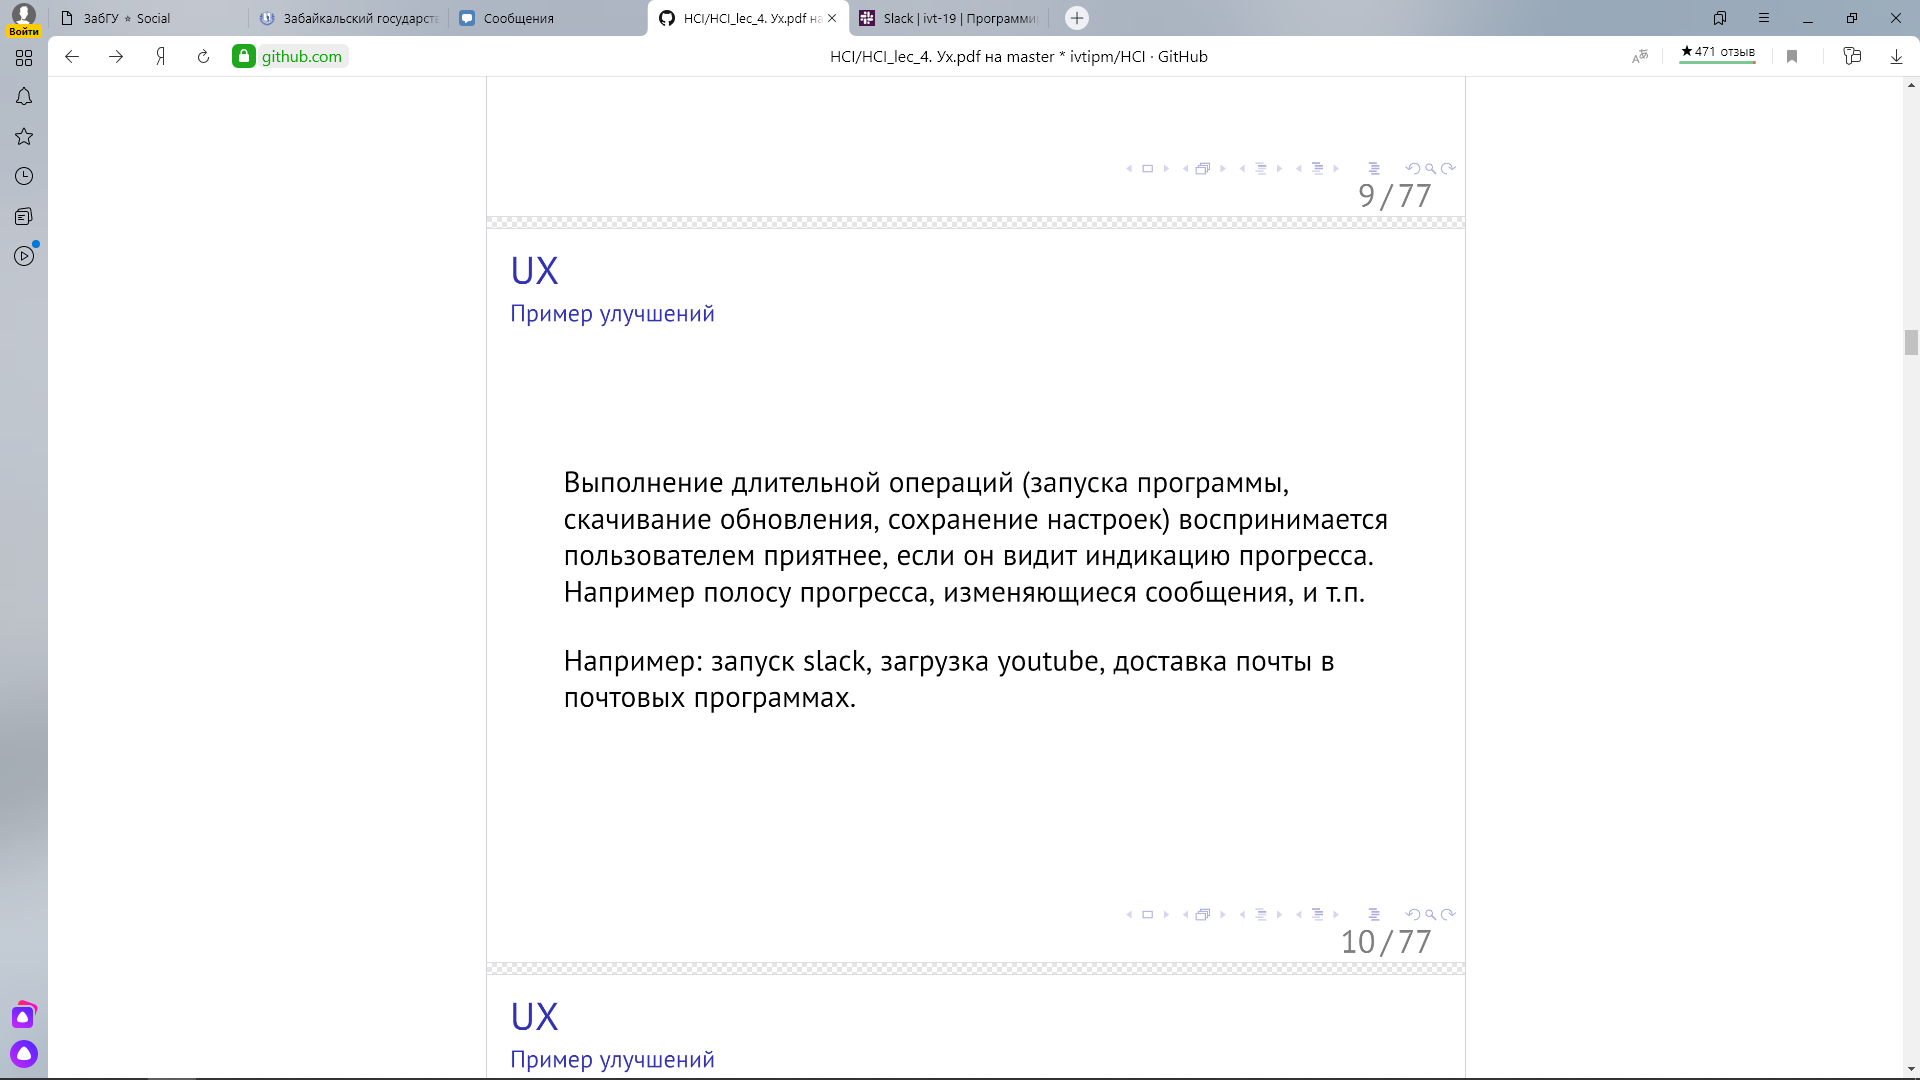 ЗабГУ ⭐ Social
Забайкальский государст
Сообщения
HCI/HCI_lec_4. Ух.pdf на
Slack | ivt-19 | Программи
Войти
Я
github.com
HCI/HCI_lec_4. Ух.pdf на master * ivtipm/HCI · GitHub
★ 471 отзыв
9 / 77
UX
Пример улучшений
Выполнение длительной операций (запуска программы,
скачивание обновления, сохранение настроек) воспринимается
пользователем приятнее, если он видит индикацию прогресса.
Например полосу прогресса, изменяющиеся сообщения, и т.п.
Например: запуск slack, загрузка youtube, доставка почты в
почтовых программах.
10 / 77
UX
Пример улучшений